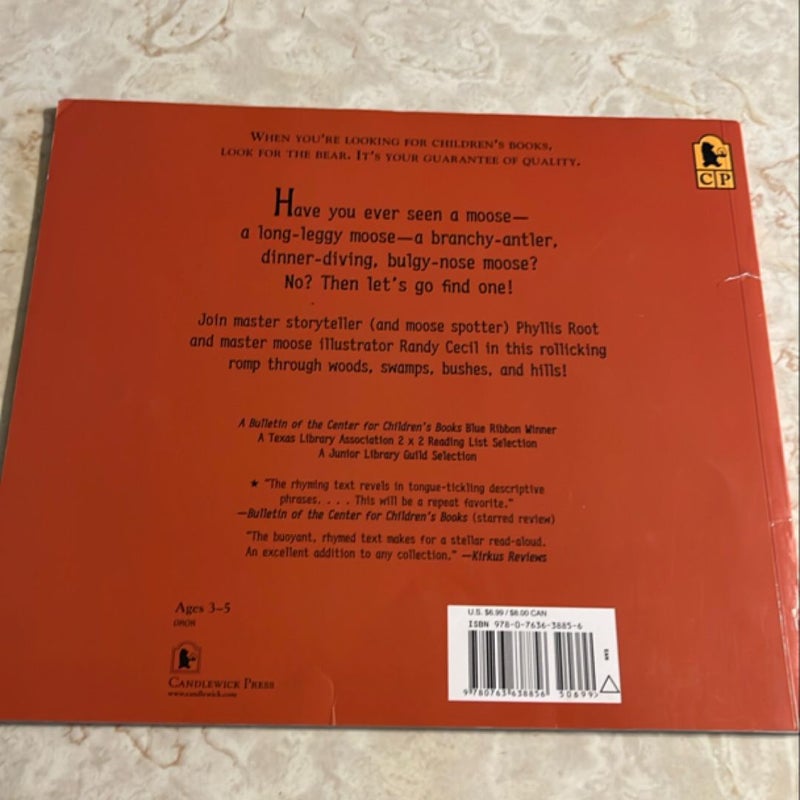 WHEN YOU'RE LOOKING FOR CHILDREN'S BOOKS,
LOOK FOR THE BEAR. IT'S YOUR GUARANTEE OF QUALITY.
CP
Have you ever seen a moose—
a long-leggy moose—a branchy-antler,
dinner-diving, bulgy-nose moose?
No? Then let's go find one!
Join master storyteller (and moose spotter) Phyllis Root
and master moose illustrator Randy Cecil in this rollicking
romp through woods, swamps, bushes, and hills!
A Bulletin of the Center for Children's Books Blue Ribbon Winner
A Texas Library Association 2 x 2 Reading List Selection
A Junior Library Guild Selection
★ "The rhyming text revels in tongue-tickling descriptive
phrases. . . . This will be a repeat favorite."
—Bulletin of the Center for Children's Books (starred review)
"The buoyant, rhymed text makes for a stellar read-aloud.
An excellent addition to any collection." —Kirkus Reviews
Ages 3–5
0808
CANDLEWICK PRESS
www.candlewick.com
U.S. $6.99 / $8.00 CAN
ISBN 978-0-7636-3885-6
9 780763 638856 50699>